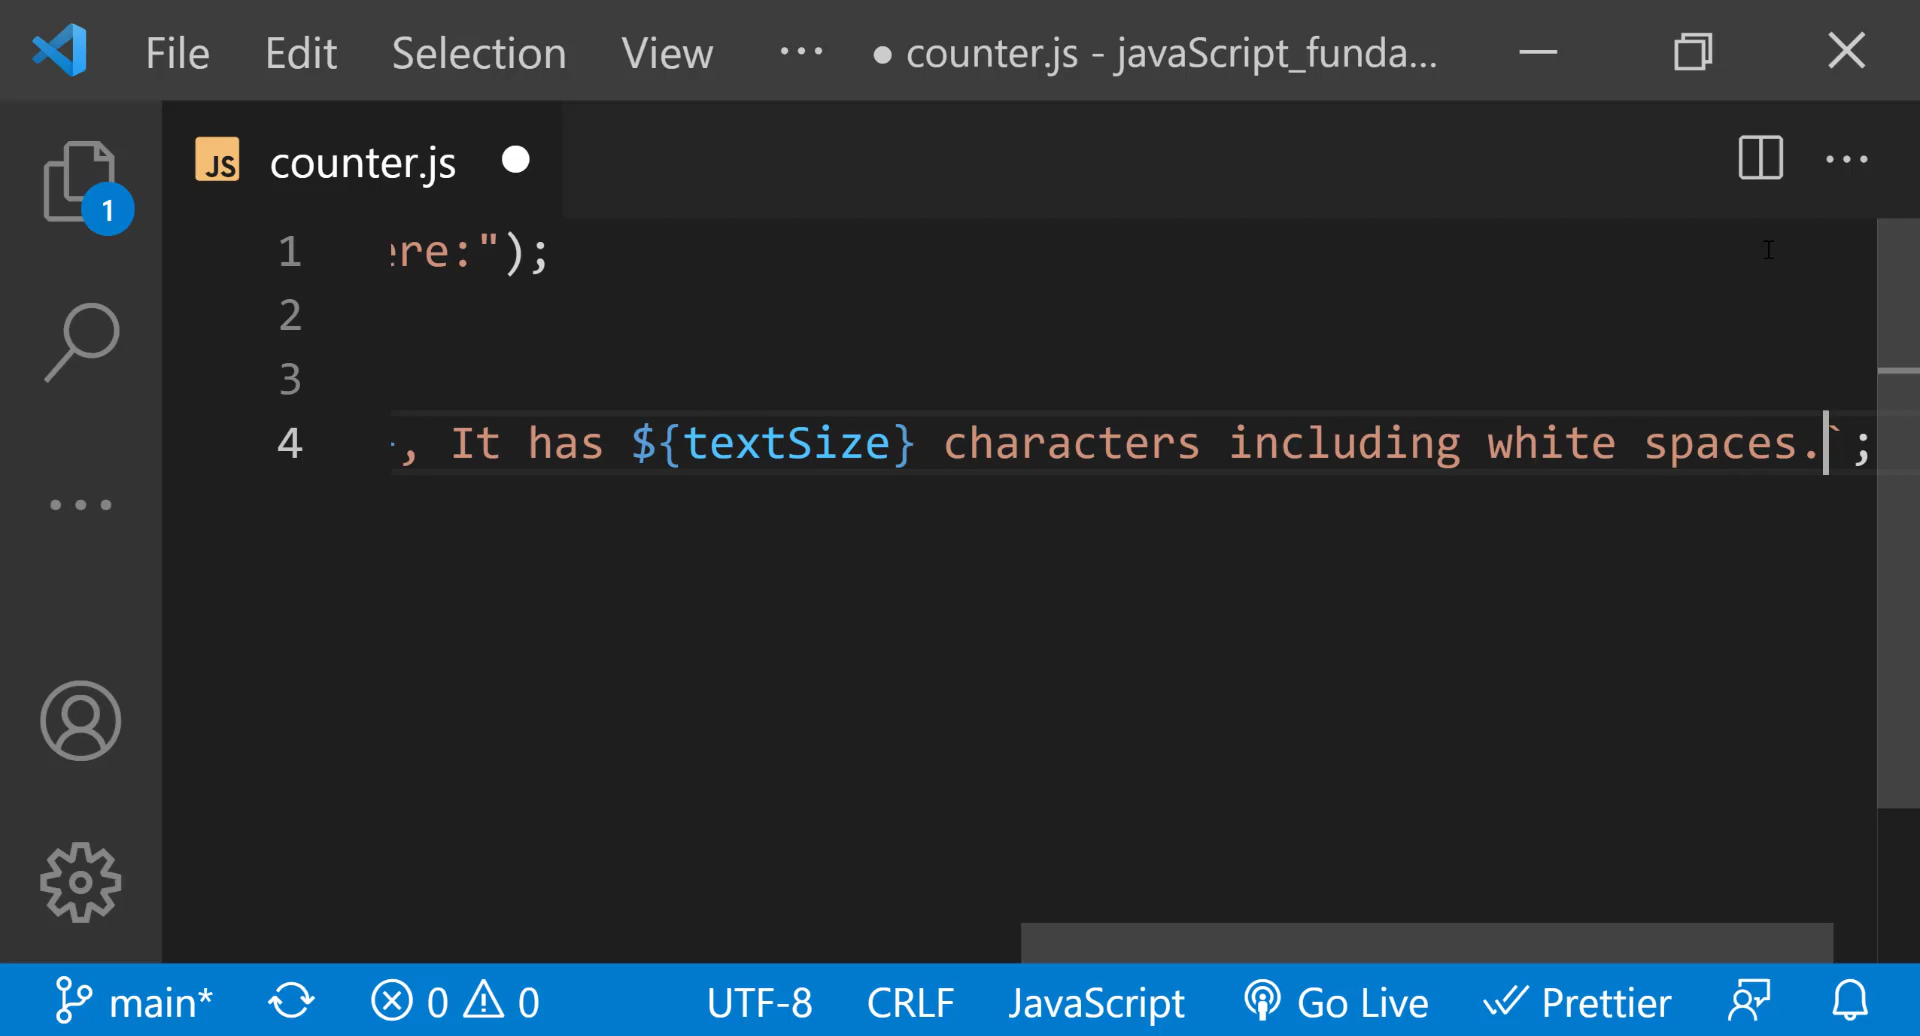 File Edit Selection View ··· ● counter.js - javaScript_funda...
JS counter.js ●
1
1 ere:");
2
3
4 }, It has ${textSize} characters including white spaces.`;
main* 0 0 UTF-8 CRLF JavaScript Go Live Prettier